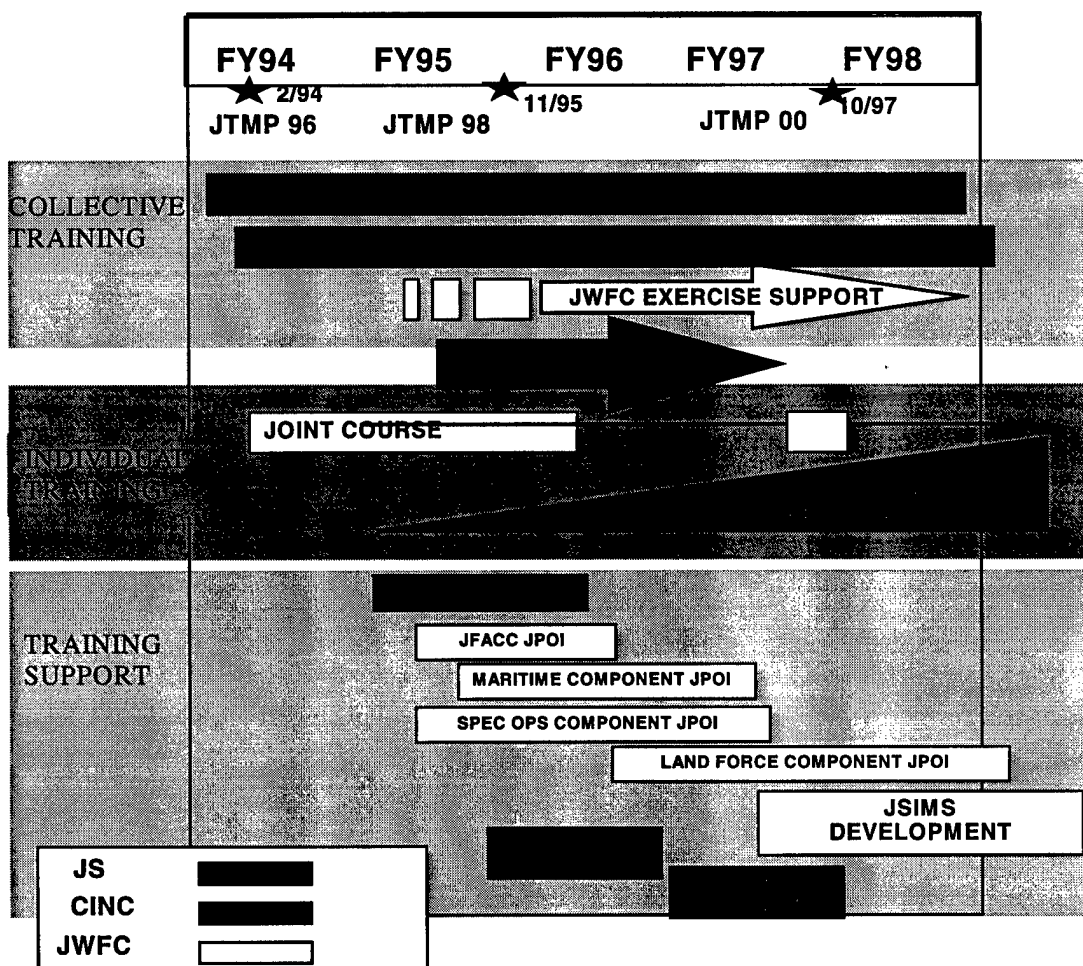 FY94 FY95 FY96 FY97 FY98
2/94 11/95 10/97
JTMP 96 JTMP 98 JTMP 00
COLLECTIVE
TRAINING
JWFC EXERCISE SUPPORT
JOINT COURSE
INDIVIDUAL
TRAINING
TRAINING
SUPPORT
JFACC JPOI
MARITIME COMPONENT JPOI
SPEC OPS COMPONENT JPOI
LAND FORCE COMPONENT JPOI
JSIMS
DEVELOPMENT
JS
CINC
JWFC